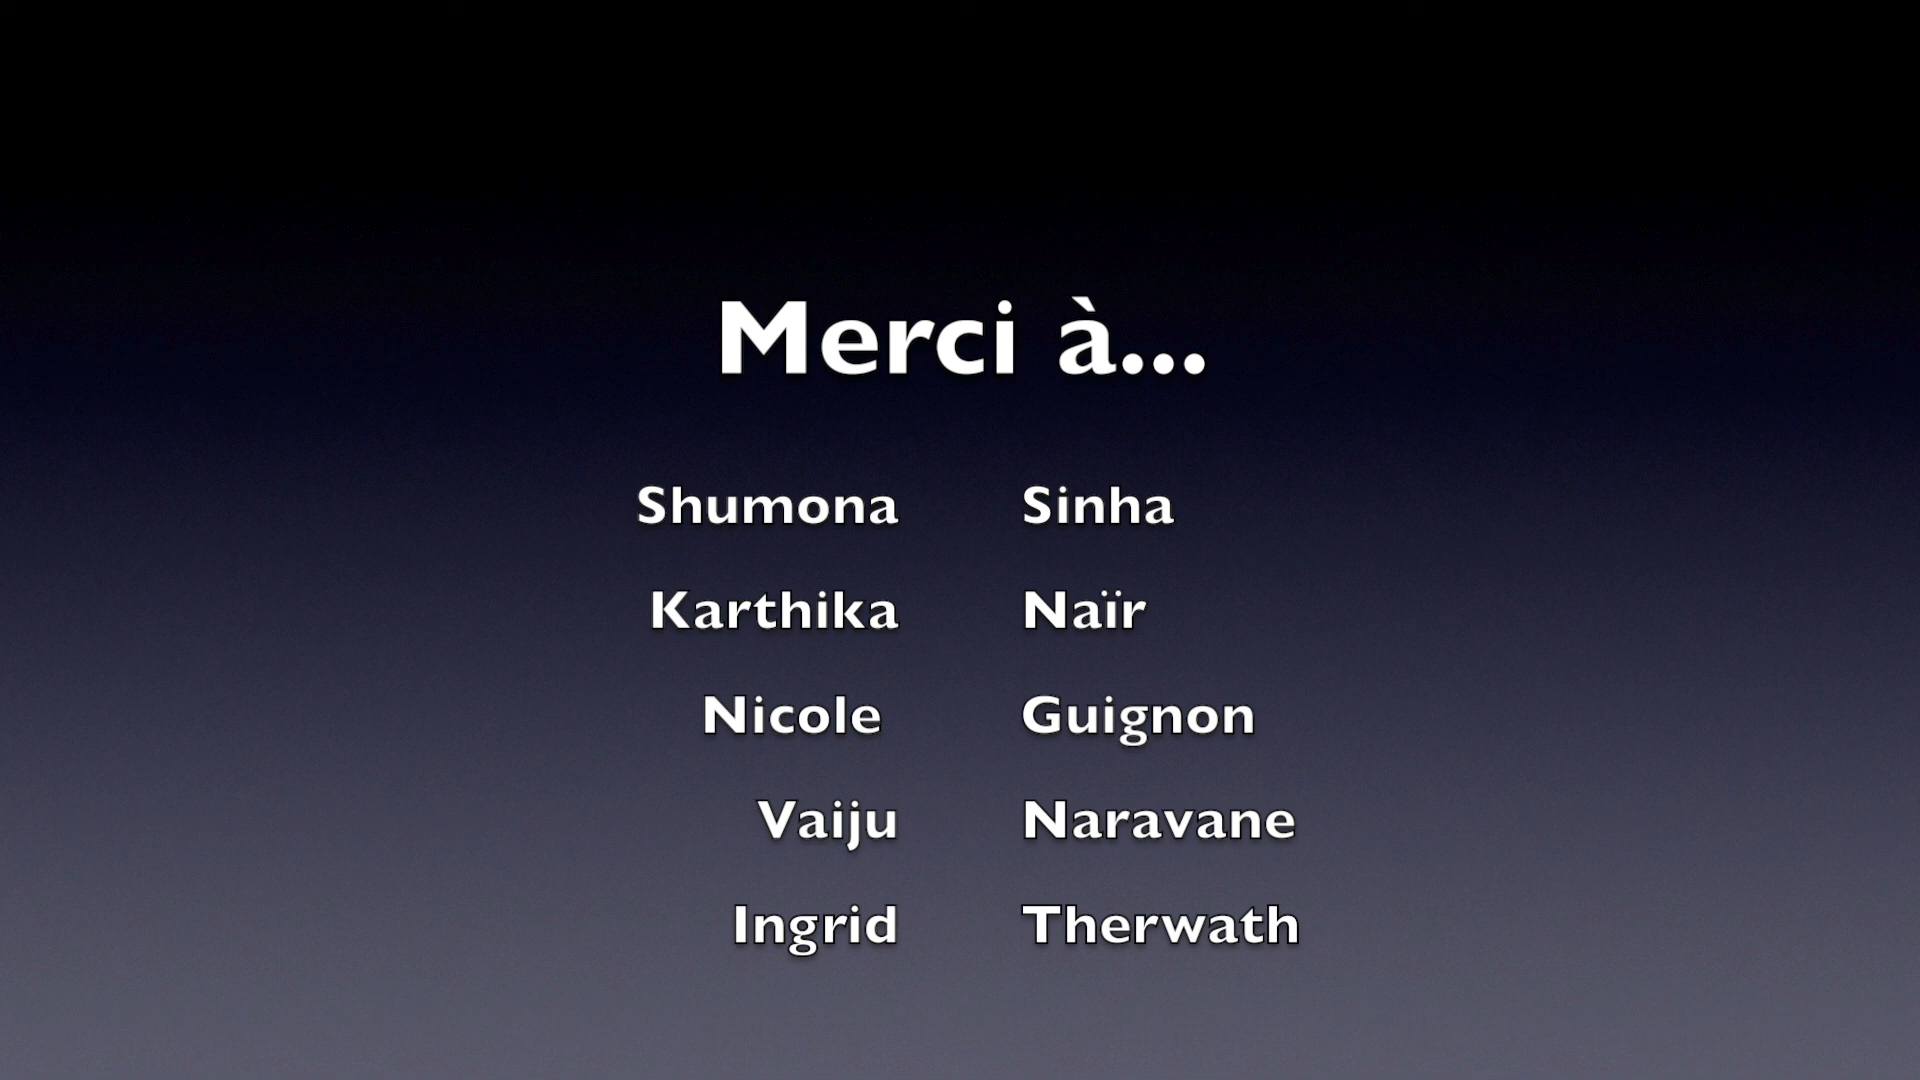 Merci à...
Shumona Sinha
Karthika Naïr
Nicole Guignon
Vaiju Naravane
Ingrid Therwath